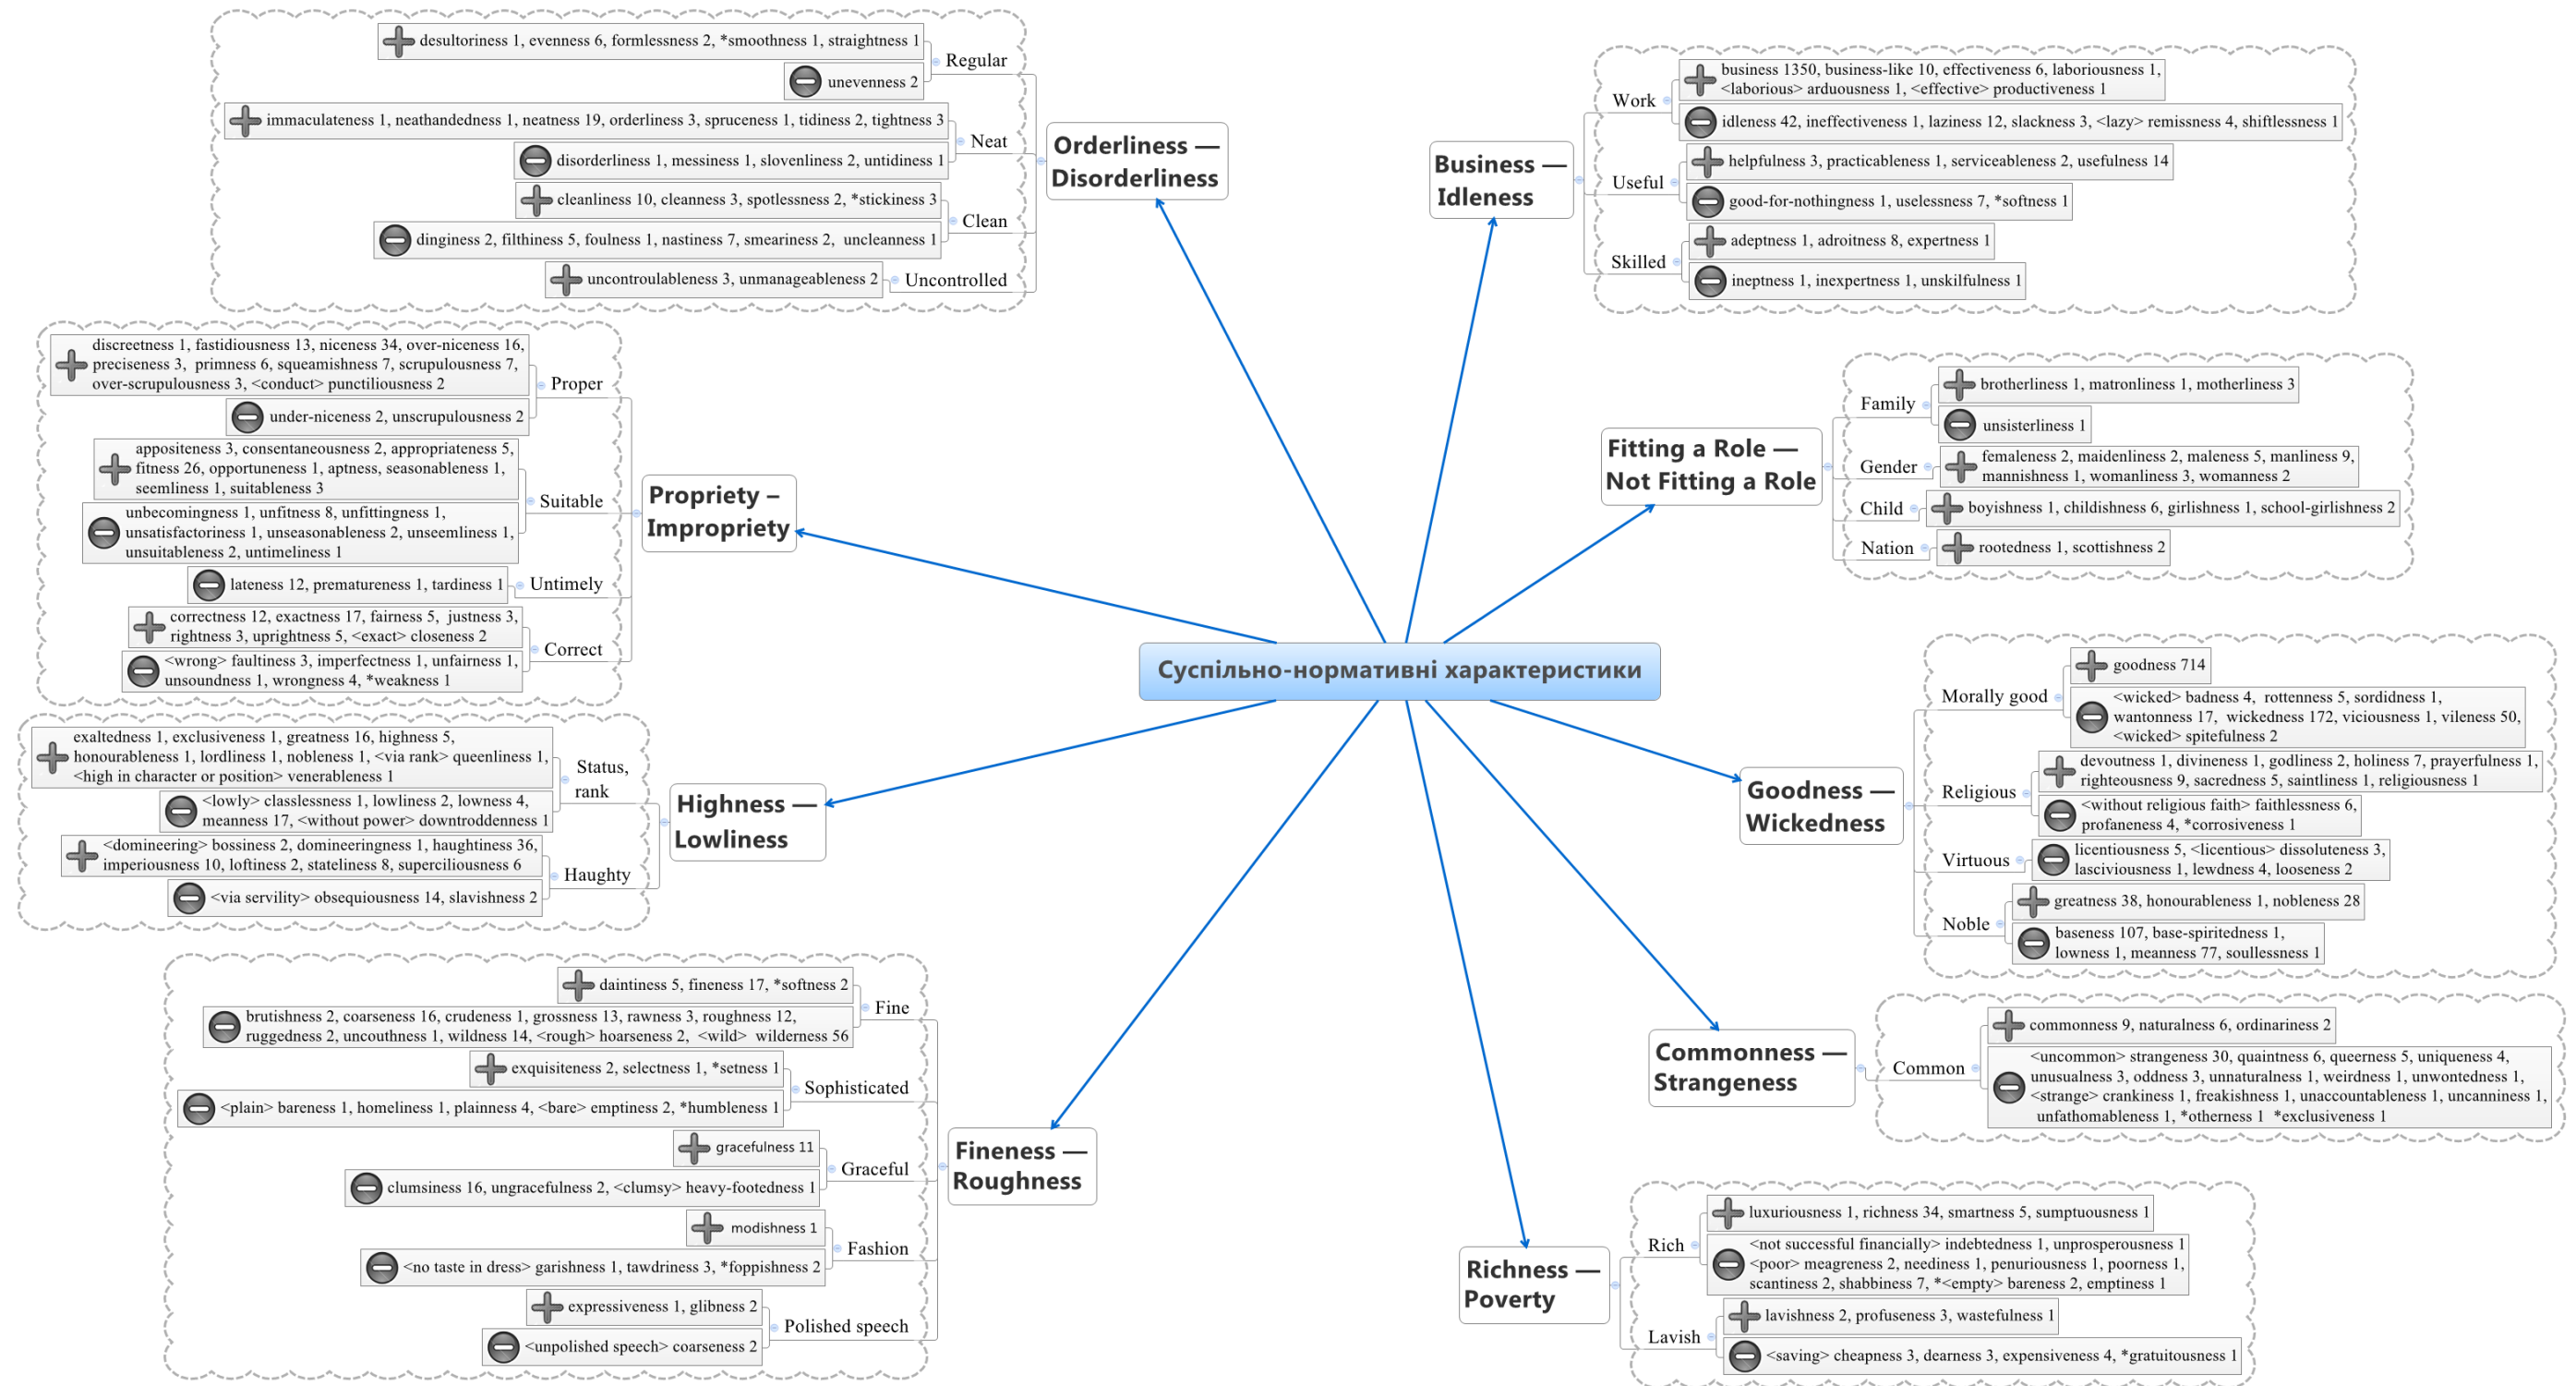 Суспільно-нормативні характеристики
Orderliness —
Disorderliness
Regular
desultoriness 1, evenness 6, formlessness 2, *smoothness 1, straightness 1
unevenness 2
Neat
immaculateness 1, neathandedness 1, neatness 19, orderliness 3, spruceness 1, tidiness 2, tightness 3
disorderliness 1, messiness 1, slovenliness 2, untidiness 1
Clean
cleanliness 10, cleanness 3, spotlessness 2, *stickiness 3
dinginess 2, filthiness 5, foulness 1, nastiness 7, smeariness 2, uncleanness 1
Uncontrolled
uncontroulableness 3, unmanageableness 2
Propriety –
Impropriety
Proper
discreetness 1, fastidiousness 13, niceness 34, over-niceness 16,
preciseness 3, primness 6, squeamishness 7, scrupulousness 7,
over-scrupulousness 3, <conduct> punctiliousness 2
under-niceness 2, unscrupulousness 2
Suitable
appositeness 3, consentaneousness 2, appropriateness 5,
fitness 26, opportuneness 1, aptness, seasonableness 1,
seemliness 1, suitableness 3
unbecomingness 1, unfitness 8, unfittingness 1,
unsatisfactoriness 1, unseasonableness 2, unseemliness 1,
unsuitableness 2, untimeliness 1
Untimely
lateness 12, prematureness 1, tardiness 1
Correct
correctness 12, exactness 17, fairness 5, justness 3,
rightness 3, uprightness 5, <exact> closeness 2
<wrong> faultiness 3, imperfectness 1, unfairness 1,
unsoundness 1, wrongness 4, *weakness 1
Highness —
Lowliness
Status,
rank
exaltedness 1, exclusiveness 1, greatness 16, highness 5,
honourableness 1, lordliness 1, nobleness 1, <via rank> queenliness 1,
<high in character or position> venerableness 1
<lowly> classlessness 1, lowliness 2, lowness 4,
meanness 17, <without power> downtroddenness 1
Haughty
<domineering> bossiness 2, domineeringness 1, haughtiness 36,
imperiousness 10, loftiness 2, stateliness 8, superciliousness 6
<via servility> obsequiousness 14, slavishness 2
Fineness —
Roughness
Fine
daintiness 5, fineness 17, *softness 2
brutishness 2, coarseness 16, crudeness 1, grossness 13, rawness 3, roughness 12,
ruggedness 2, uncouthness 1, wildness 14, <rough> hoarseness 2, <wild> wilderness 56
Sophisticated
exquisiteness 2, selectness 1, *setness 1
<plain> bareness 1, homeliness 1, plainness 4, <bare> emptiness 2, *humbleness 1
Graceful
gracefulness 11
clumsiness 16, ungracefulness 2, <clumsy> heavy-footedness 1
Fashion
modishness 1
<no taste in dress> garishness 1, tawdriness 3, *foppishness 2
Polished speech
expressiveness 1, glibness 2
<unpolished speech> coarseness 2
Business —
Idleness
Work
business 1350, business-like 10, effectiveness 6, laboriousness 1,
<laborious> arduousness 1, <effective> productiveness 1
idleness 42, ineffectiveness 1, laziness 12, slackness 3, <lazy> remissness 4, shiftlessness 1
Useful
helpfulness 3, practicableness 1, serviceableness 2, usefulness 14
good-for-nothingness 1, uselessness 7, *softness 1
Skilled
adeptness 1, adroitness 8, expertness 1
ineptness 1, inexpertness 1, unskilfulness 1
Fitting a Role —
Not Fitting a Role
Family
brotherliness 1, matronliness 1, motherliness 3
unsisterliness 1
Gender
femaleness 2, maidenliness 2, maleness 5, manliness 9,
mannishness 1, womanliness 3, womanness 2
Child
boyishness 1, childishness 6, girlishness 1, school-girlishness 2
Nation
rootedness 1, scottishness 2
Goodness —
Wickedness
Morally good
goodness 714
<wicked> badness 4, rottenness 5, sordidness 1,
wantonness 17, wickedness 172, viciousness 1, vileness 50,
<wicked> spitefulness 2
Religious
devoutness 1, divineness 1, godliness 2, holiness 7, prayerfulness 1,
righteousness 9, sacredness 5, saintliness 1, religiousness 1
<without religious faith> faithlessness 6,
profaneness 4, *corrosiveness 1
Virtuous
licentiousness 5, <licentious> dissoluteness 3,
lasciviousness 1, lewdness 4, looseness 2
Noble
greatness 38, honourableness 1, nobleness 28
baseness 107, base-spiritedness 1,
lowness 1, meanness 77, soullessness 1
Commonness —
Strangeness
Common
commonness 9, naturalness 6, ordinariness 2
<uncommon> strangeness 30, quaintness 6, queerness 5, uniqueness 4,
unusualness 3, oddness 3, unnaturalness 1, weirdness 1, unwontedness 1,
<strange> crankiness 1, freakishness 1, unaccountableness 1, uncanniness 1,
unfathomableness 1, *otherness 1 *exclusiveness 1
Richness —
Poverty
Rich
luxuriousness 1, richness 34, smartness 5, sumptuousness 1
<not successful financially> indebtedness 1, unprosperousness 1
<poor> meagreness 2, neediness 1, penuriousness 1, poorness 1,
scantiness 2, shabbiness 7, *<empty> bareness 2, emptiness 1
Lavish
lavishness 2, profuseness 3, wastefulness 1
<saving> cheapness 3, dearness 3, expensiveness 4, *gratuitousness 1